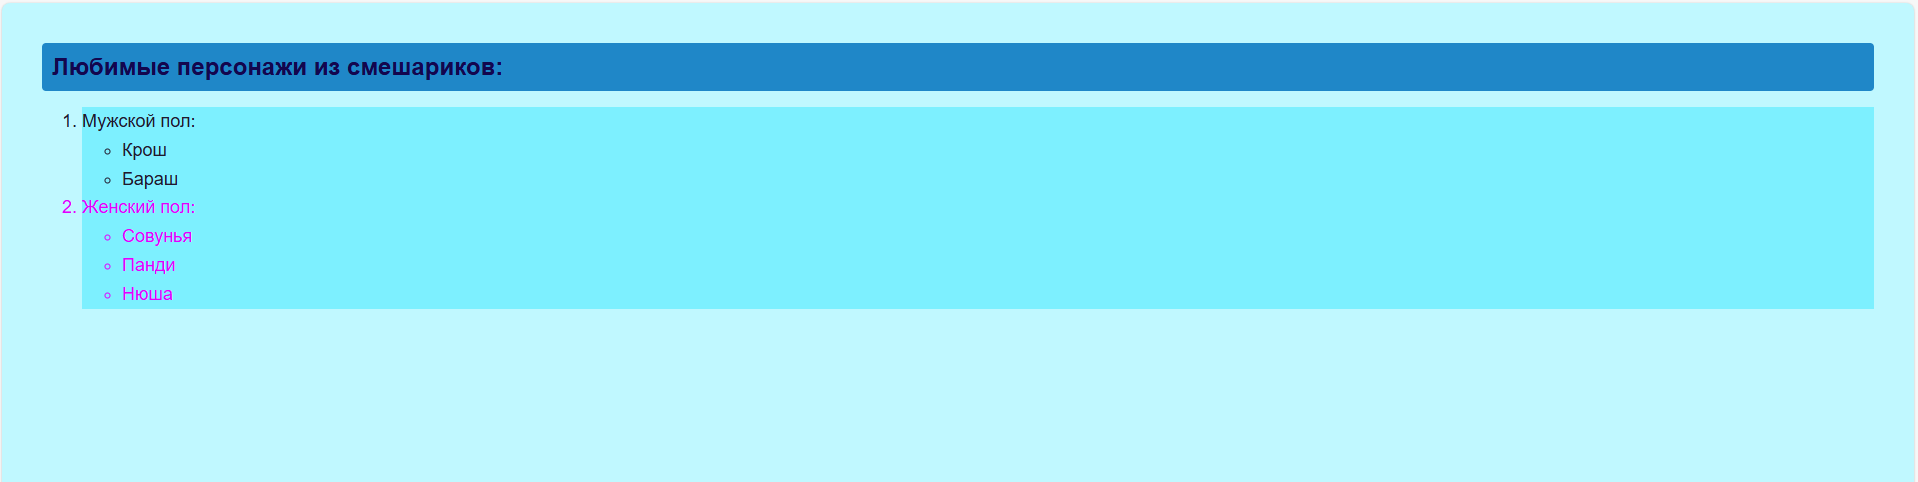 Любимые персонажи из смешариков:
1. Мужской пол:
Крош
Бараш
2. Женский пол:
Совунья
Панди
Нюша